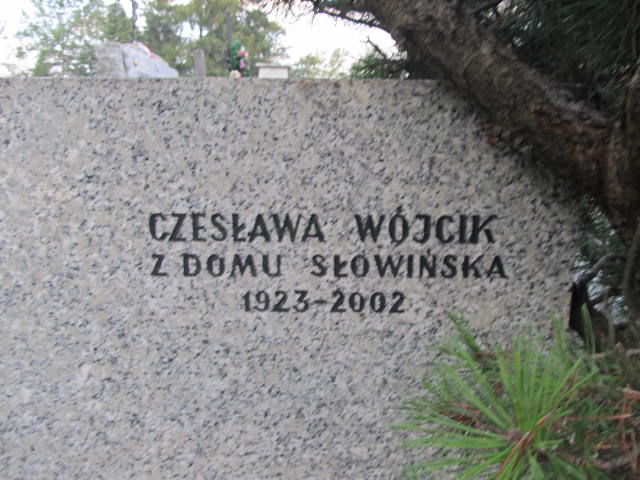 CZESŁAWA WÓJCIK
Z DOMU SŁOWIŃSKA
1923-2002